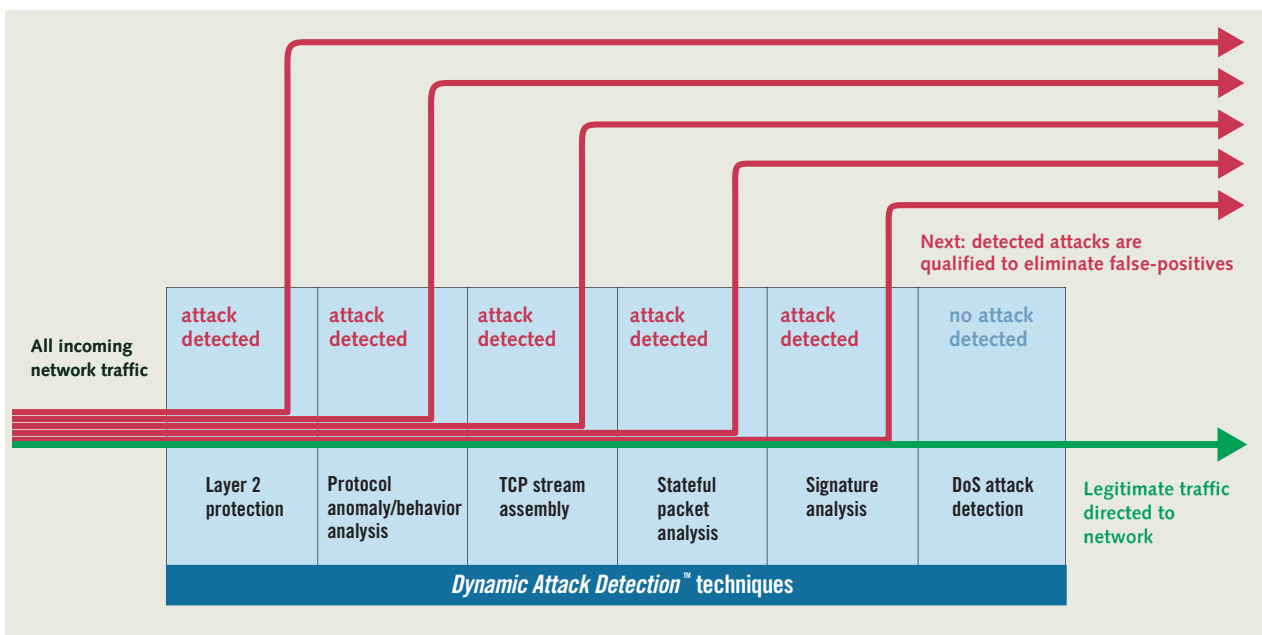 Next: detected attacks are
qualified to eliminate false-positives
All incoming
network traffic
attack
detected
attack
detected
attack
detected
attack
detected
attack
detected
no attack
detected
Layer 2
protection
Protocol
anomaly/behavior
analysis
TCP stream
assembly
Stateful
packet
analysis
Signature
analysis
DoS attack
detection
Legitimate traffic
directed to
network
Dynamic Attack Detection™ techniques